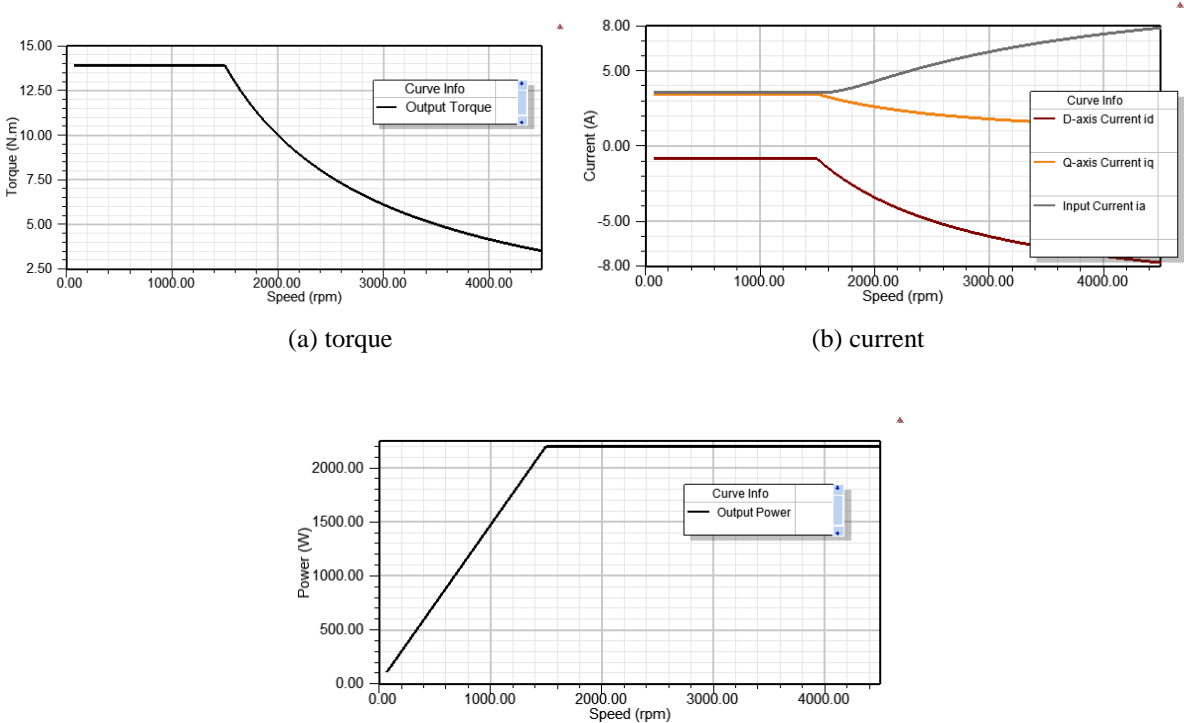 15.00
12.50
10.00
7.50
5.00
2.50
Torque (N.m)
0.00 1000.00 2000.00 3000.00 4000.00
Speed (rpm)
Curve Info
Output Torque
(a) torque
8.00
5.00
0.00
-5.00
-8.00
Current (A)
0.00 1000.00 2000.00 3000.00 4000.00
Speed (rpm)
Curve Info
D-axis Current id
Q-axis Current iq
Input Current ia
(b) current
2000.00
1500.00
1000.00
500.00
0.00
Power (W)
0.00 1000.00 2000.00 3000.00 4000.00
Speed (rpm)
Curve Info
Output Power